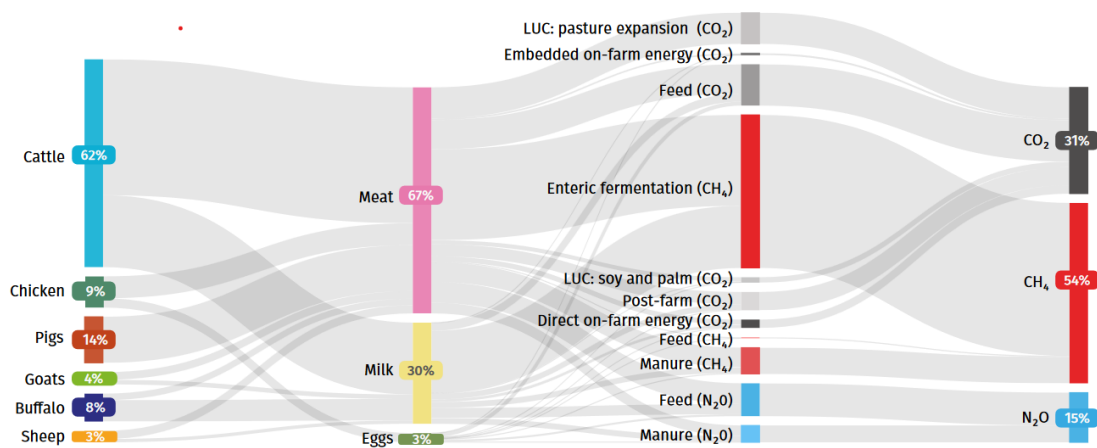 Cattle
62%
Chicken
9%
Pigs
14%
Goats
4%
Buffalo
8%
Sheep
3%
Meat
67%
Milk
30%
Eggs
3%
LUC: pasture expansion (CO₂)
Embedded on-farm energy (CO₂)
Feed (CO₂)
Enteric fermentation (CH₄)
LUC: soy and palm (CO₂)
Post-farm (CO₂)
Direct on-farm energy (CO₂)
Feed (CH₄)
Manure (CH₄)
Feed (N₂0)
Manure (N₂0)
CO₂
31%
CH₄
54%
N₂O
15%